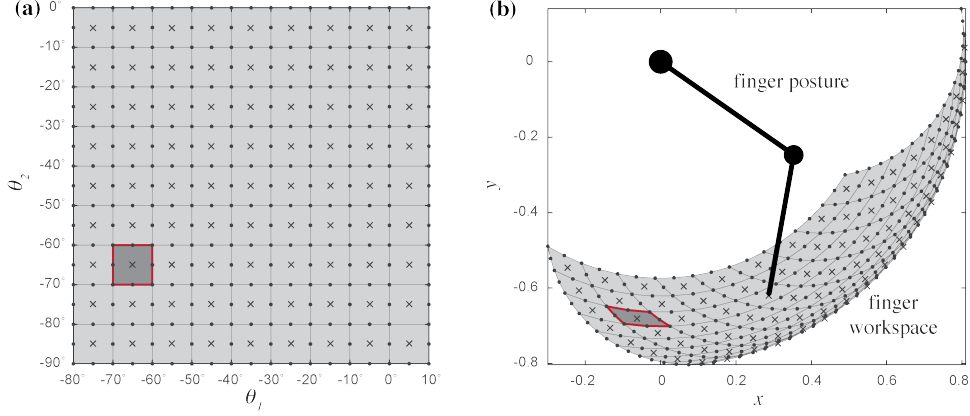 (a)
θ₂
0°
-10°
-20°
-30°
-40°
-50°
-60°
-70°
-80°
-90°
-80 -70° -60° -50° -40° -30° -20° -10° 0° 10°
θ₁
(b)
y
0
-0.2
-0.4
-0.6
-0.8
finger posture
finger
workspace
-0.2 0 0.2 0.4 0.6 0.8
x